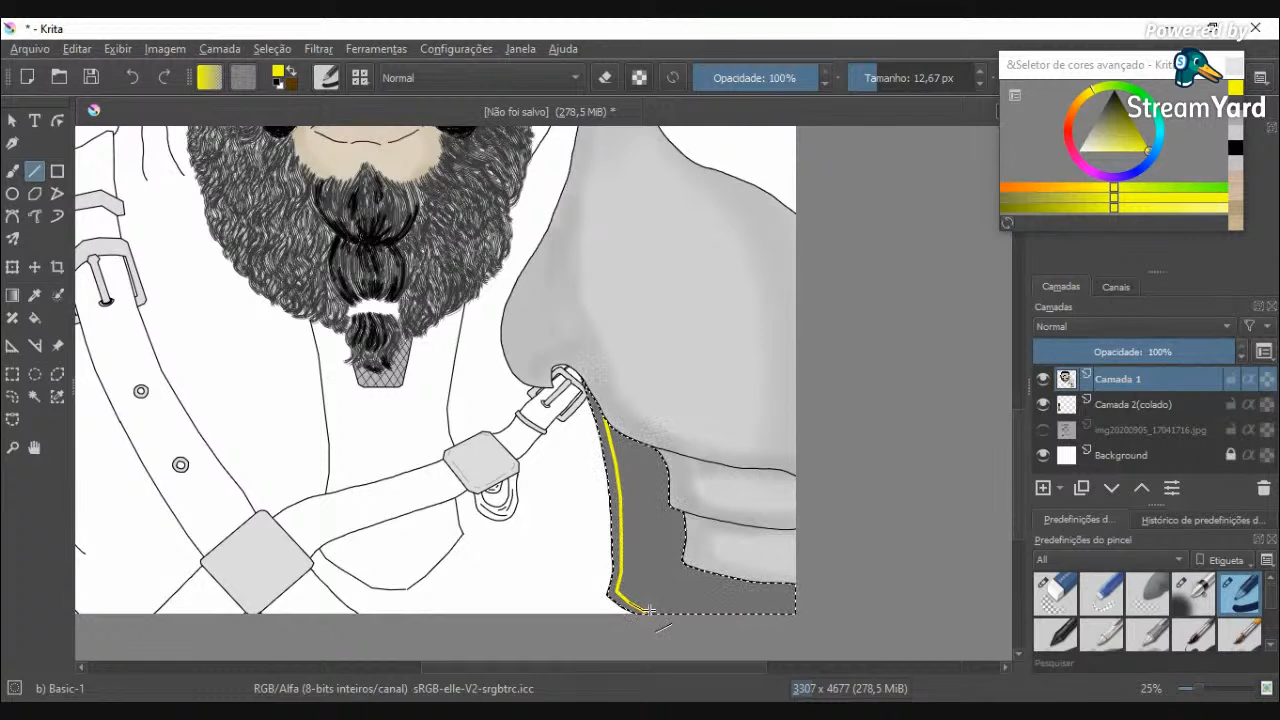 * - Krita
Powered by
Arquivo Editar Exibir Imagem Camada Seleção Filtrar Ferramentas Configurações Janela Ajuda
Normal
Opacidade: 100%
Tamanho: 12,67 px
&Seletor de cores avançado - Krit
StreamYard
[Não foi salvo] (278,5 MiB) *
Camadas Canais
Camadas
Normal
Opacidade: 100%
Camada 1
Camada 2(colado)
img20200905_17041716.jpg
Background
Predefinições d... Histórico de predefinições d...
Predefinições do pincel
All
Etiqueta
Pesquisar
b) Basic-1
RGB/Alfa (8-bits inteiros/canal) sRGB-elle-V2-srgbtrc.icc
3307 x 4677 (278,5 MiB)
25%